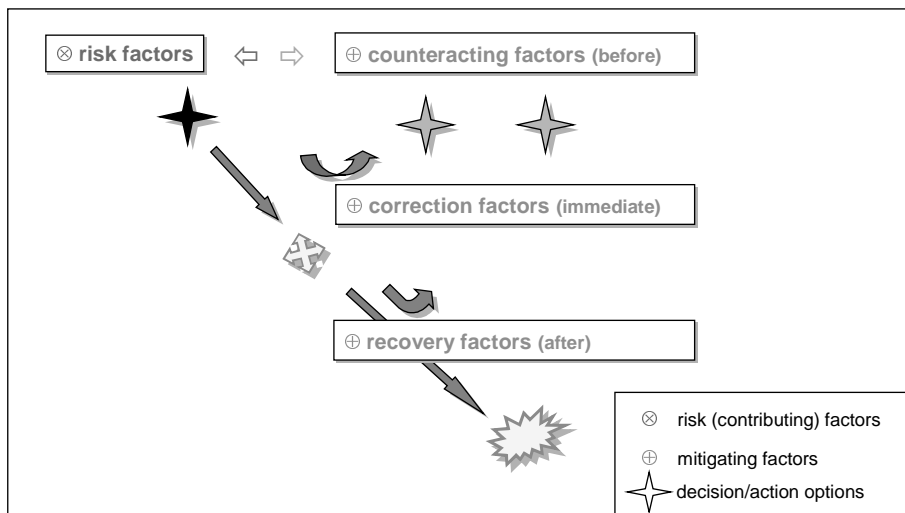 ⊗ risk factors
⊕ counteracting factors (before)
⊕ correction factors (immediate)
⊕ recovery factors (after)
⊗ risk (contributing) factors
⊕ mitigating factors
decision/action options